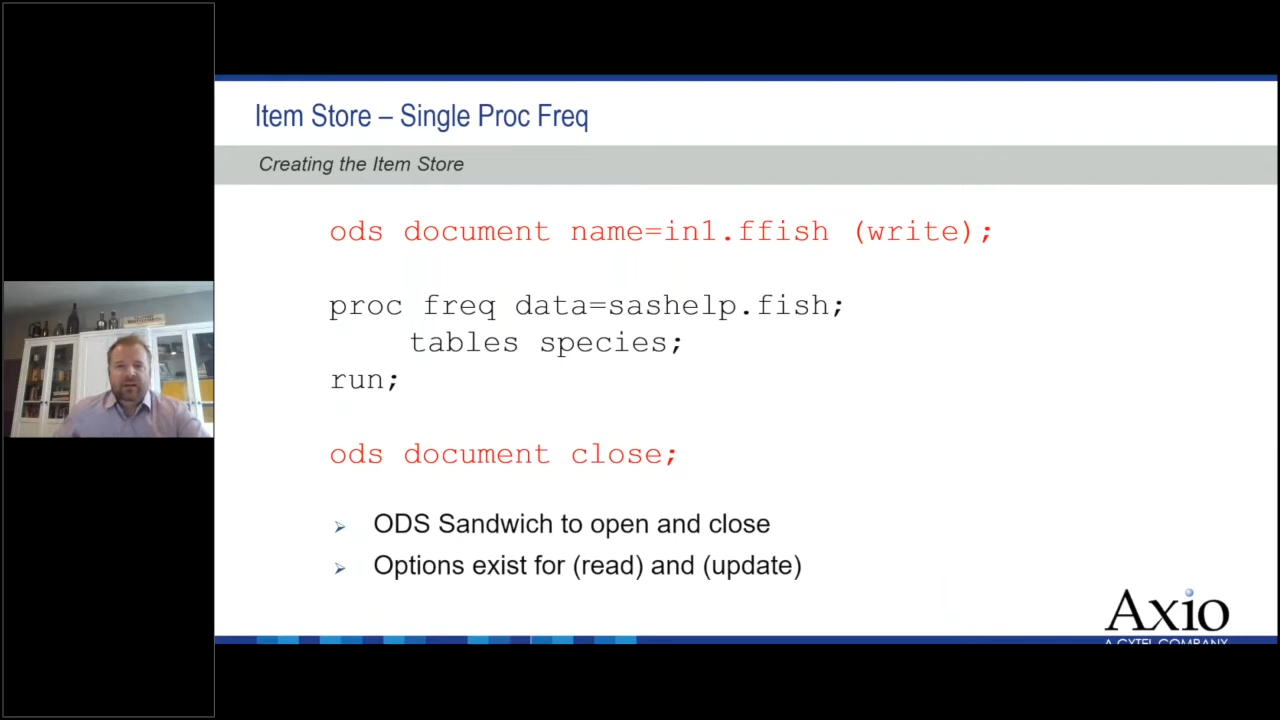 Item Store – Single Proc Freq
Creating the Item Store
ods document name=in1.ffish (write);
proc freq data=sashelp.fish;
tables species;
run;
ods document close;
➢ ODS Sandwich to open and close
➢ Options exist for (read) and (update)
Axio
A CYTEL COMPANY